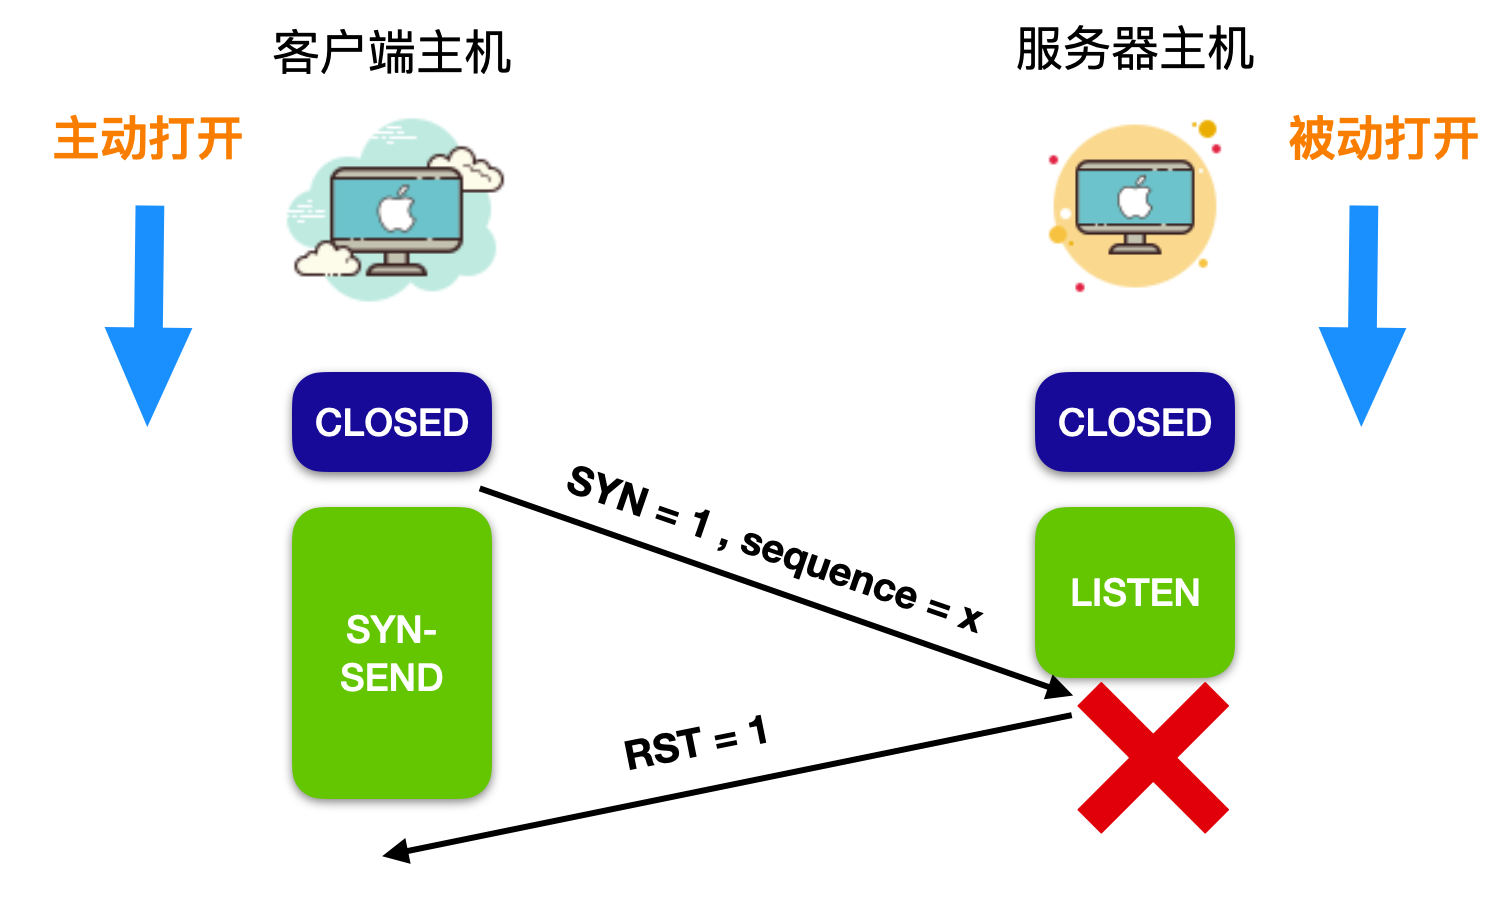 客户端主机
服务器主机
主动打开
被动打开
CLOSED
CLOSED
SYN = 1 , sequence = x
SYN-
SEND
LISTEN
RST = 1